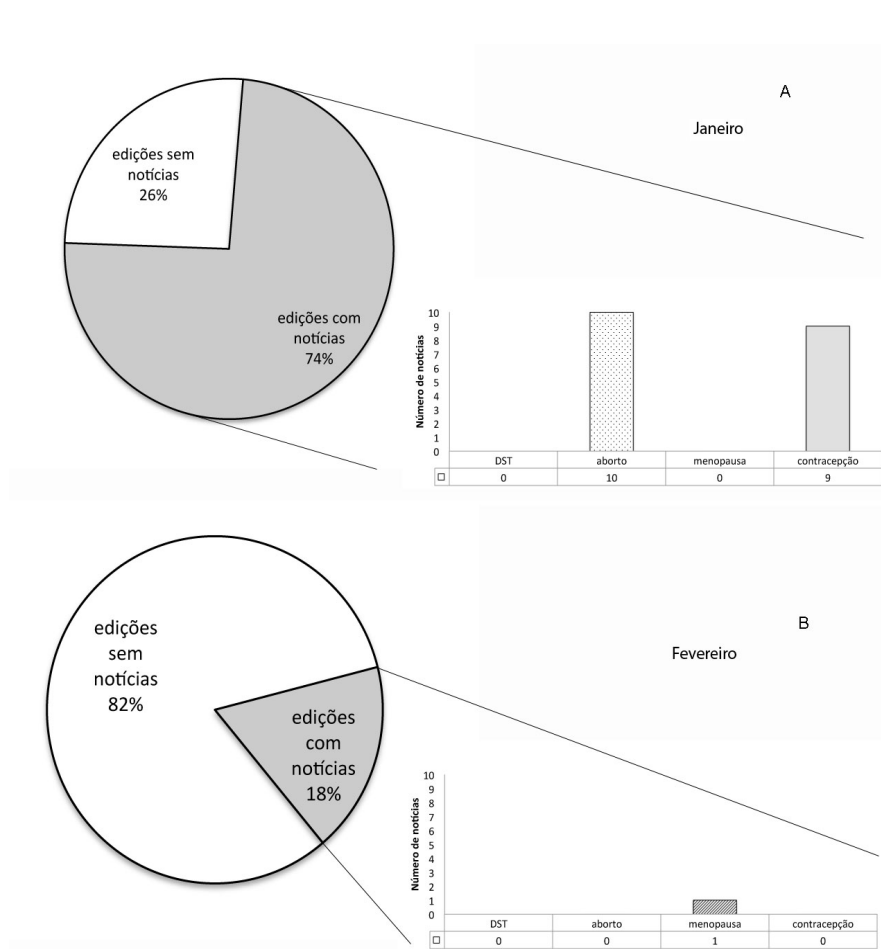 A
Janeiro
edições sem
notícias
26%
edições com
notícias
74%
Número de notícias
10
9
8
7
6
5
4
3
2
1
0
DST aborto menopausa contracepção
0 10 0 9
B
Fevereiro
edições
sem
notícias
82%
edições
com
notícias
18%
Número de notícias
10
9
8
7
6
5
4
3
2
1
0
DST aborto menopausa contracepção
0 0 1 0